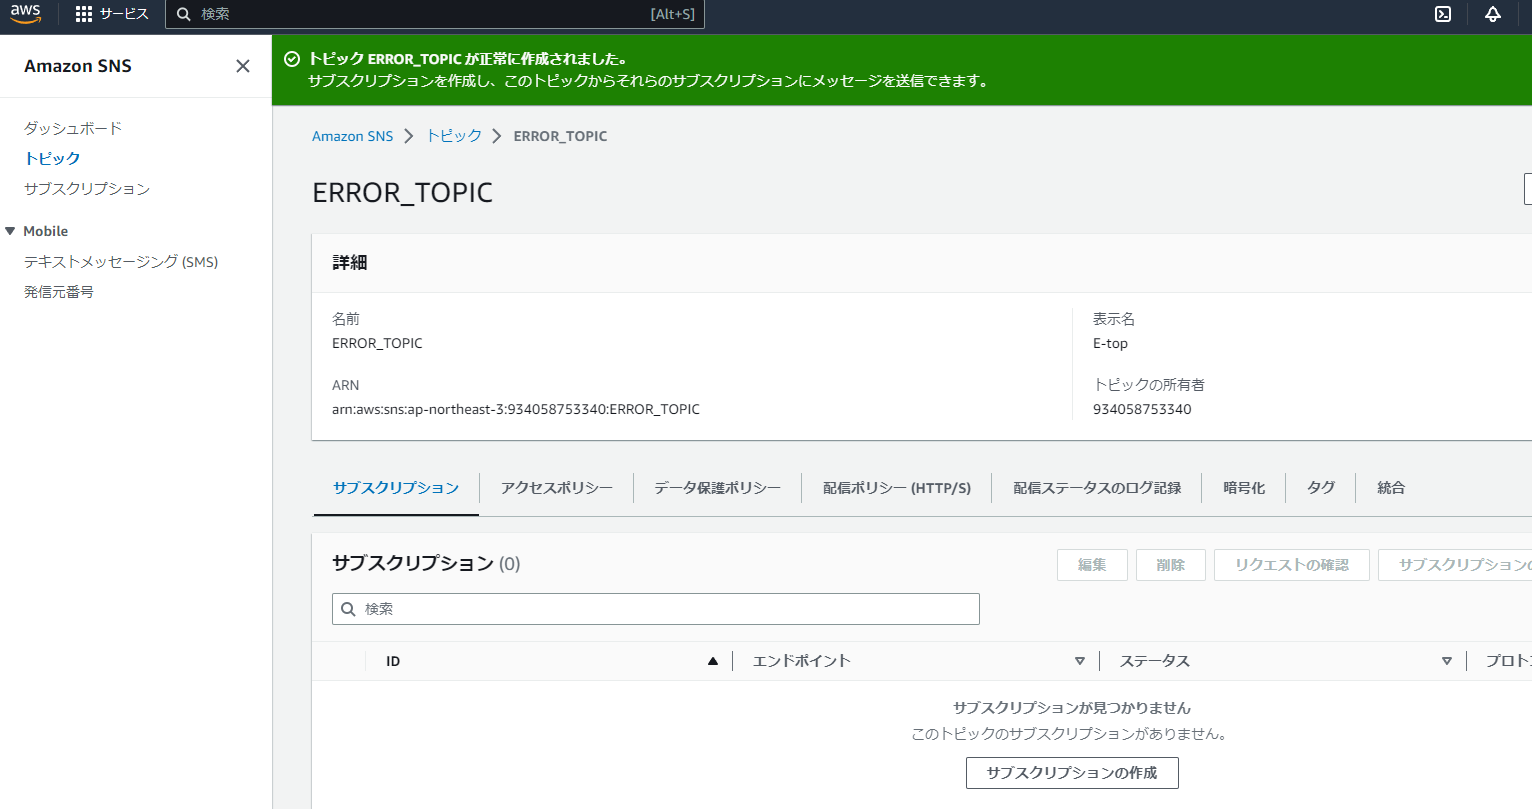 aws
サービス
検索
[Alt+S]
Amazon SNS
ダッシュボード
トピック
サブスクリプション
Mobile
テキストメッセージング (SMS)
発信元番号
トピック ERROR_TOPIC が正常に作成されました。
サブスクリプションを作成し、このトピックからそれらのサブスクリプションにメッセージを送信できます。
Amazon SNS
トピック
ERROR_TOPIC
ERROR_TOPIC
詳細
名前
ERROR_TOPIC
表示名
E-top
ARN
arn:aws:sns:ap-northeast-3:934058753340:ERROR_TOPIC
トピックの所有者
934058753340
サブスクリプション
アクセスポリシー
データ保護ポリシー
配信ポリシー (HTTP/S)
配信ステータスのログ記録
暗号化
タグ
統合
サブスクリプション (0)
編集
削除
リクエストの確認
サブスクリプションの
検索
ID
エンドポイント
ステータス
プロト
サブスクリプションが見つかりません
このトピックのサブスクリプションがありません。
サブスクリプションの作成